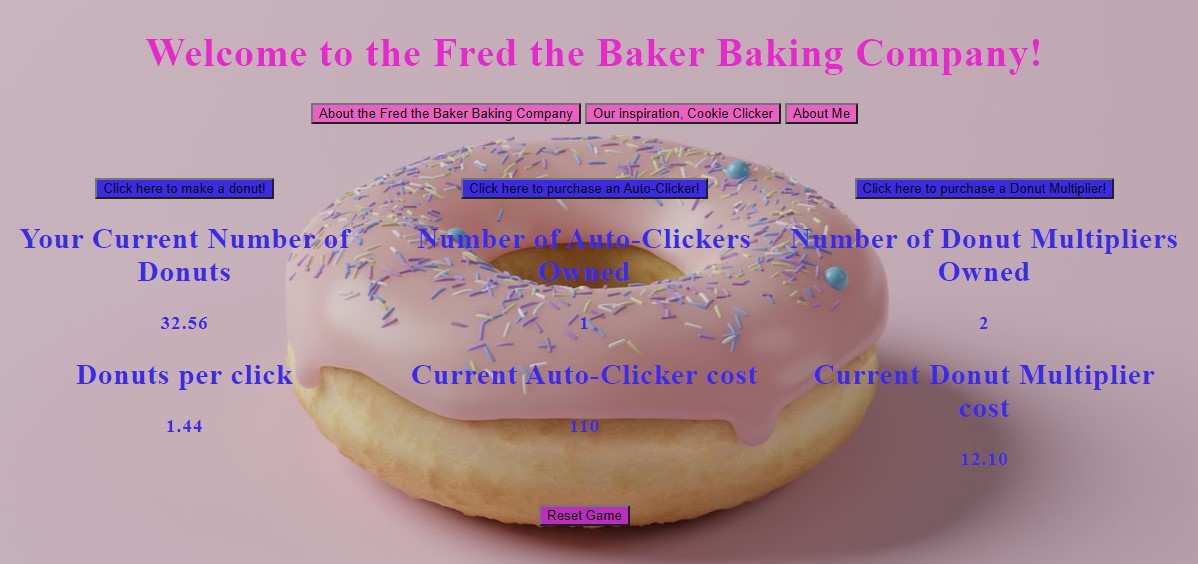 Welcome to the Fred the Baker Baking Company!
About the Fred the Baker Baking Company
Our inspiration, Cookie Clicker
About Me
Click here to make a donut!
Click here to purchase an Auto-Clicker!
Click here to purchase a Donut Multiplier!
Your Current Number of
Donuts
32.56
Number of Auto-Clickers
Owned
1
Number of Donut Multipliers
Owned
2
Donuts per click
1.44
Current Auto-Clicker cost
110
Current Donut Multiplier
cost
12.10
Reset Game